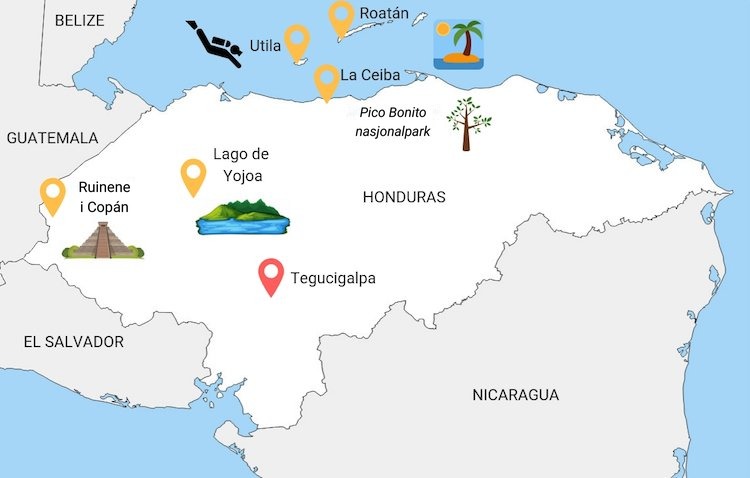 BELIZE
Roatán
Utila
La Ceiba
Pico Bonito
nasjonalpark
GUATEMALA
Lago de
Yojoa
Ruinene
i Copán
HONDURAS
Tegucigalpa
EL SALVADOR
NICARAGUA